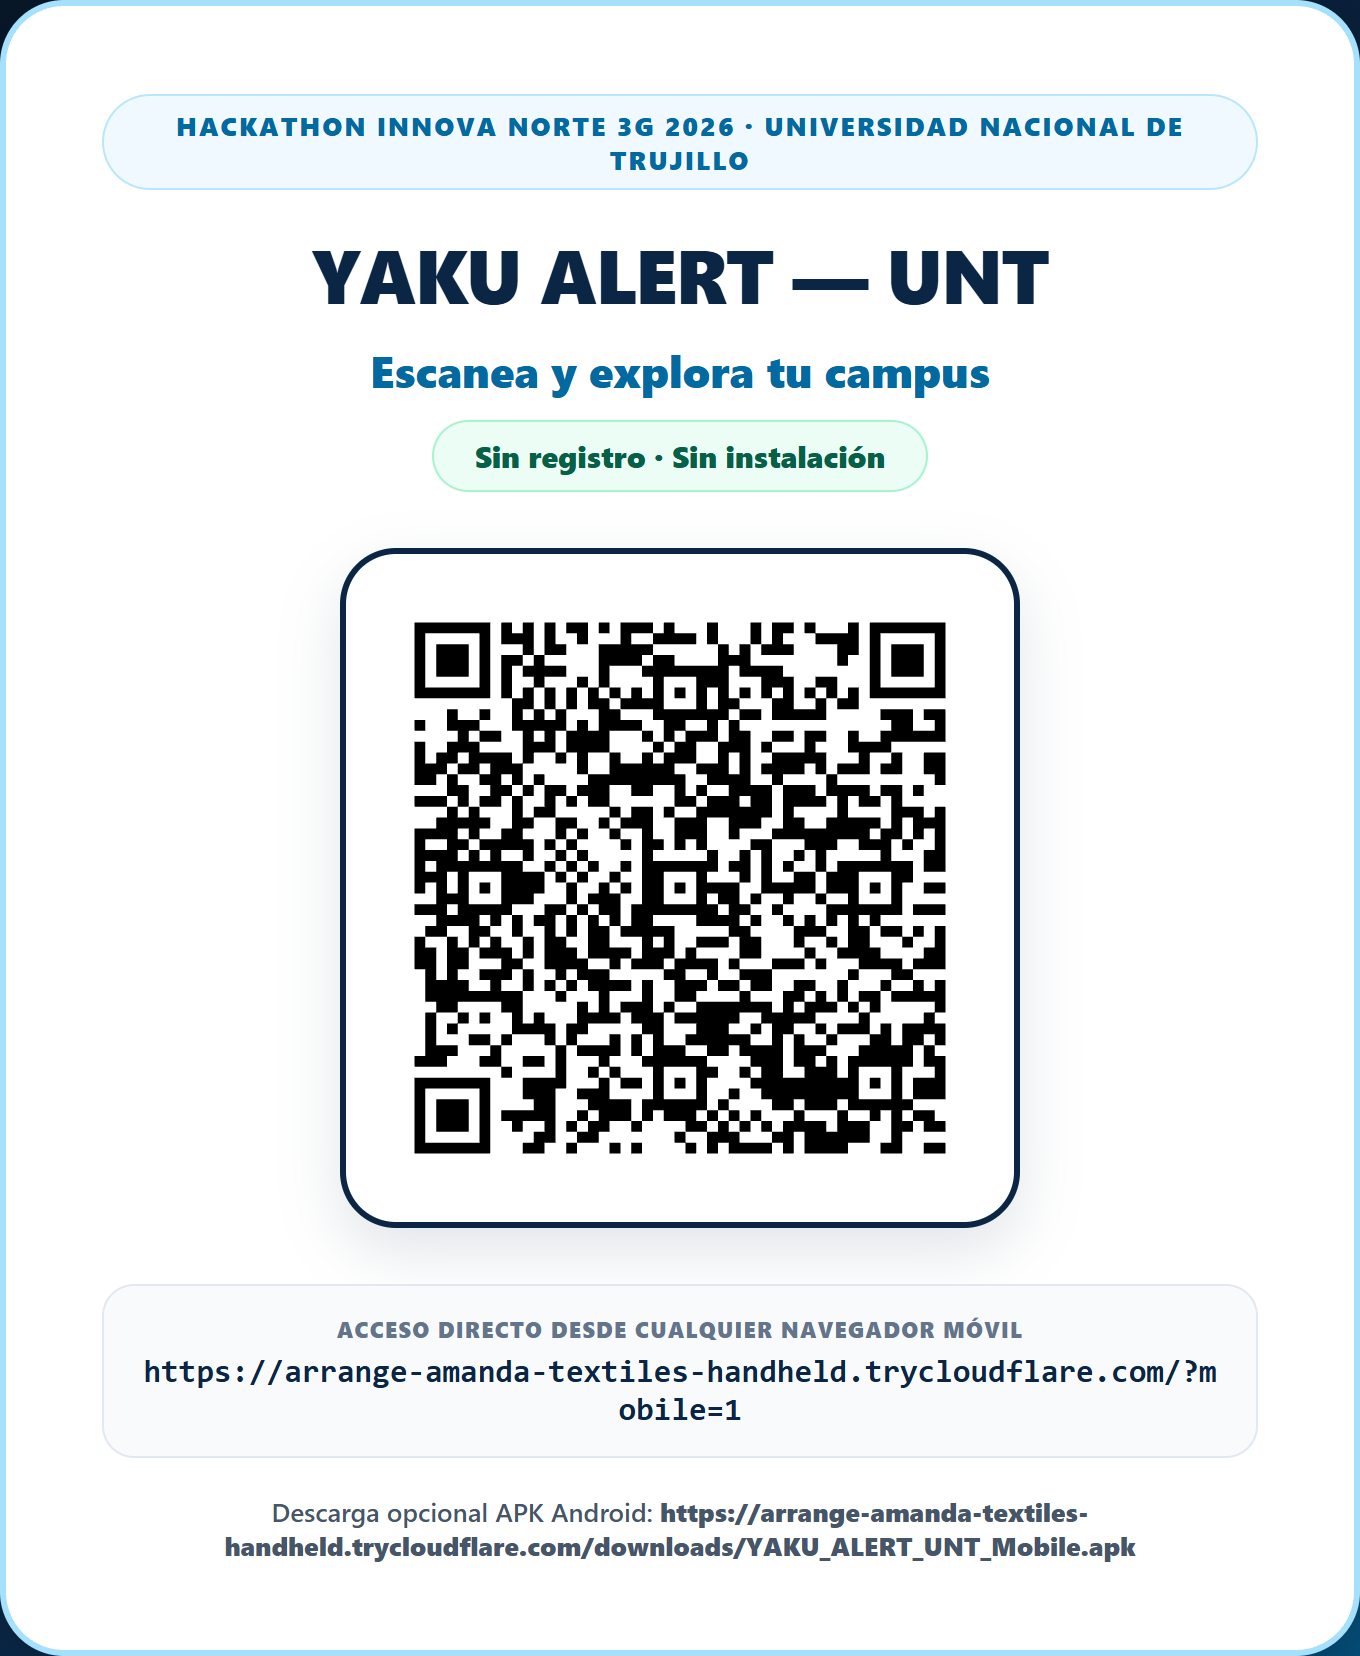 HACKATHON INNOVA NORTE 3G 2026 · UNIVERSIDAD NACIONAL DE
TRUJILLO
YAKU ALERT — UNT
Escanea y explora tu campus
Sin registro · Sin instalación
ACCESO DIRECTO DESDE CUALQUIER NAVEGADOR MÓVIL
https://arrange-amanda-textiles-handheld.trycloudflare.com/?m
obile=1
Descarga opcional APK Android: https://arrange-amanda-textiles-
handheld.trycloudflare.com/downloads/YAKU_ALERT_UNT_Mobile.apk